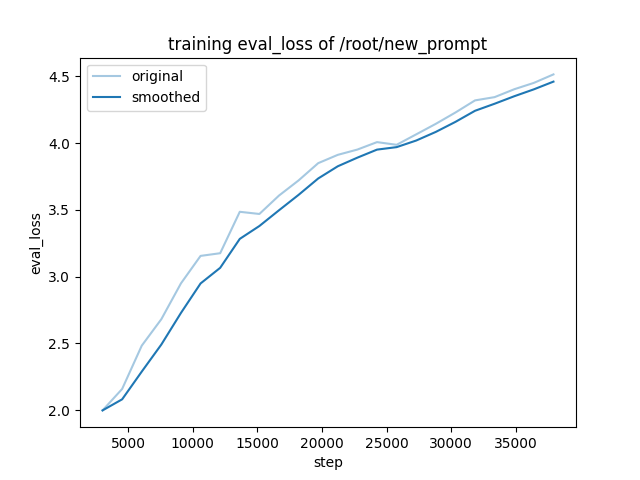 training eval_loss of /root/new_prompt
original
smoothed
4.5
4.0
3.5
3.0
2.5
2.0
eval_loss
5000 10000 15000 20000 25000 30000 35000
step